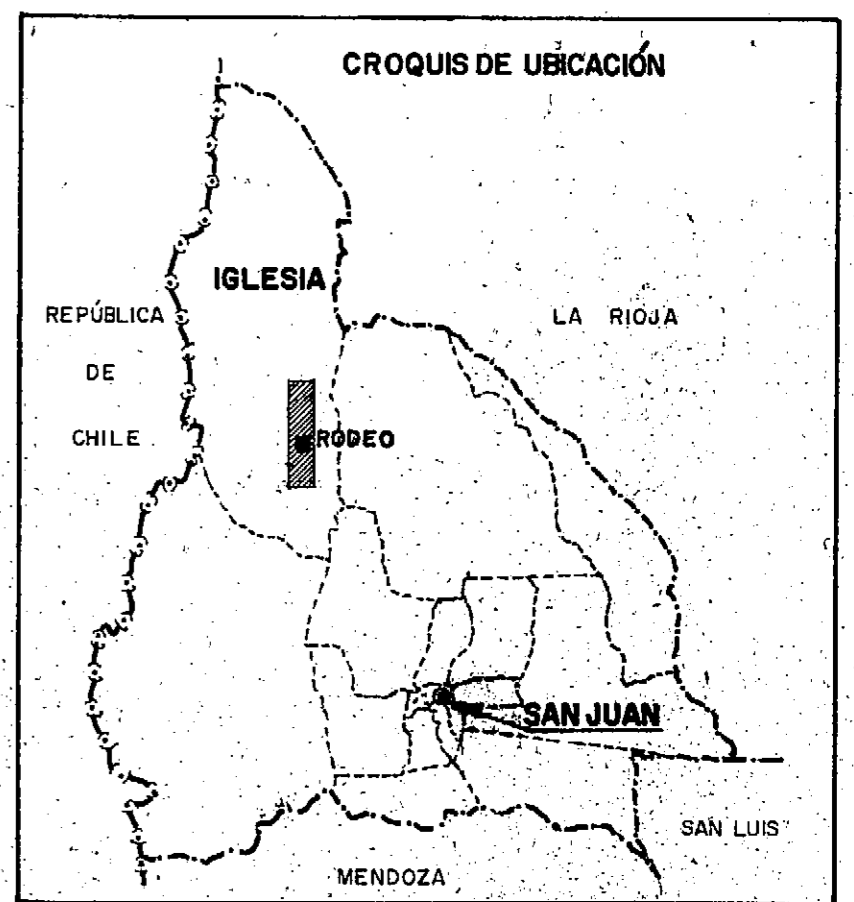 CROQUIS DE UBICACIÓN
IGLESIA
REPÚBLICA
DE
CHILE
LA RIOJA
RODEO
SAN JUAN
SAN LUIS
MENDOZA